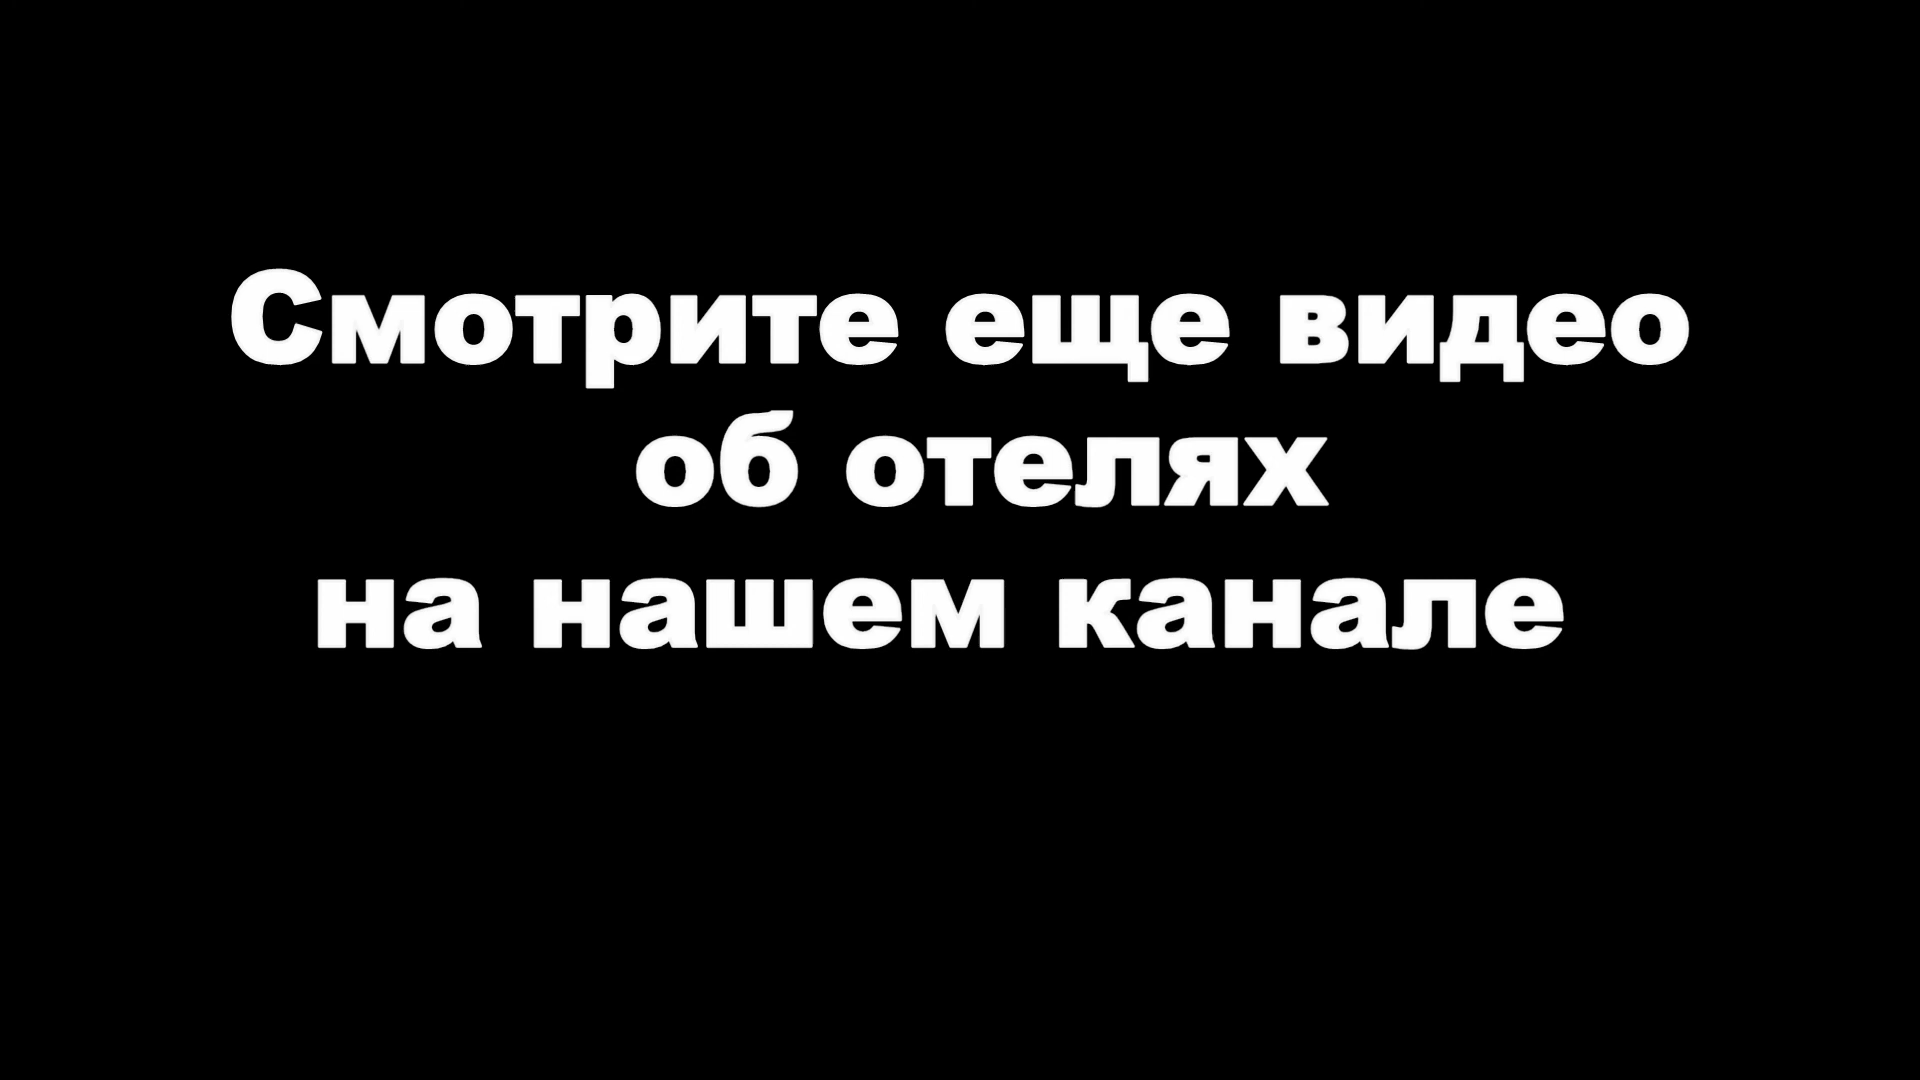 Смотрите еще видео
об отелях
на нашем канале